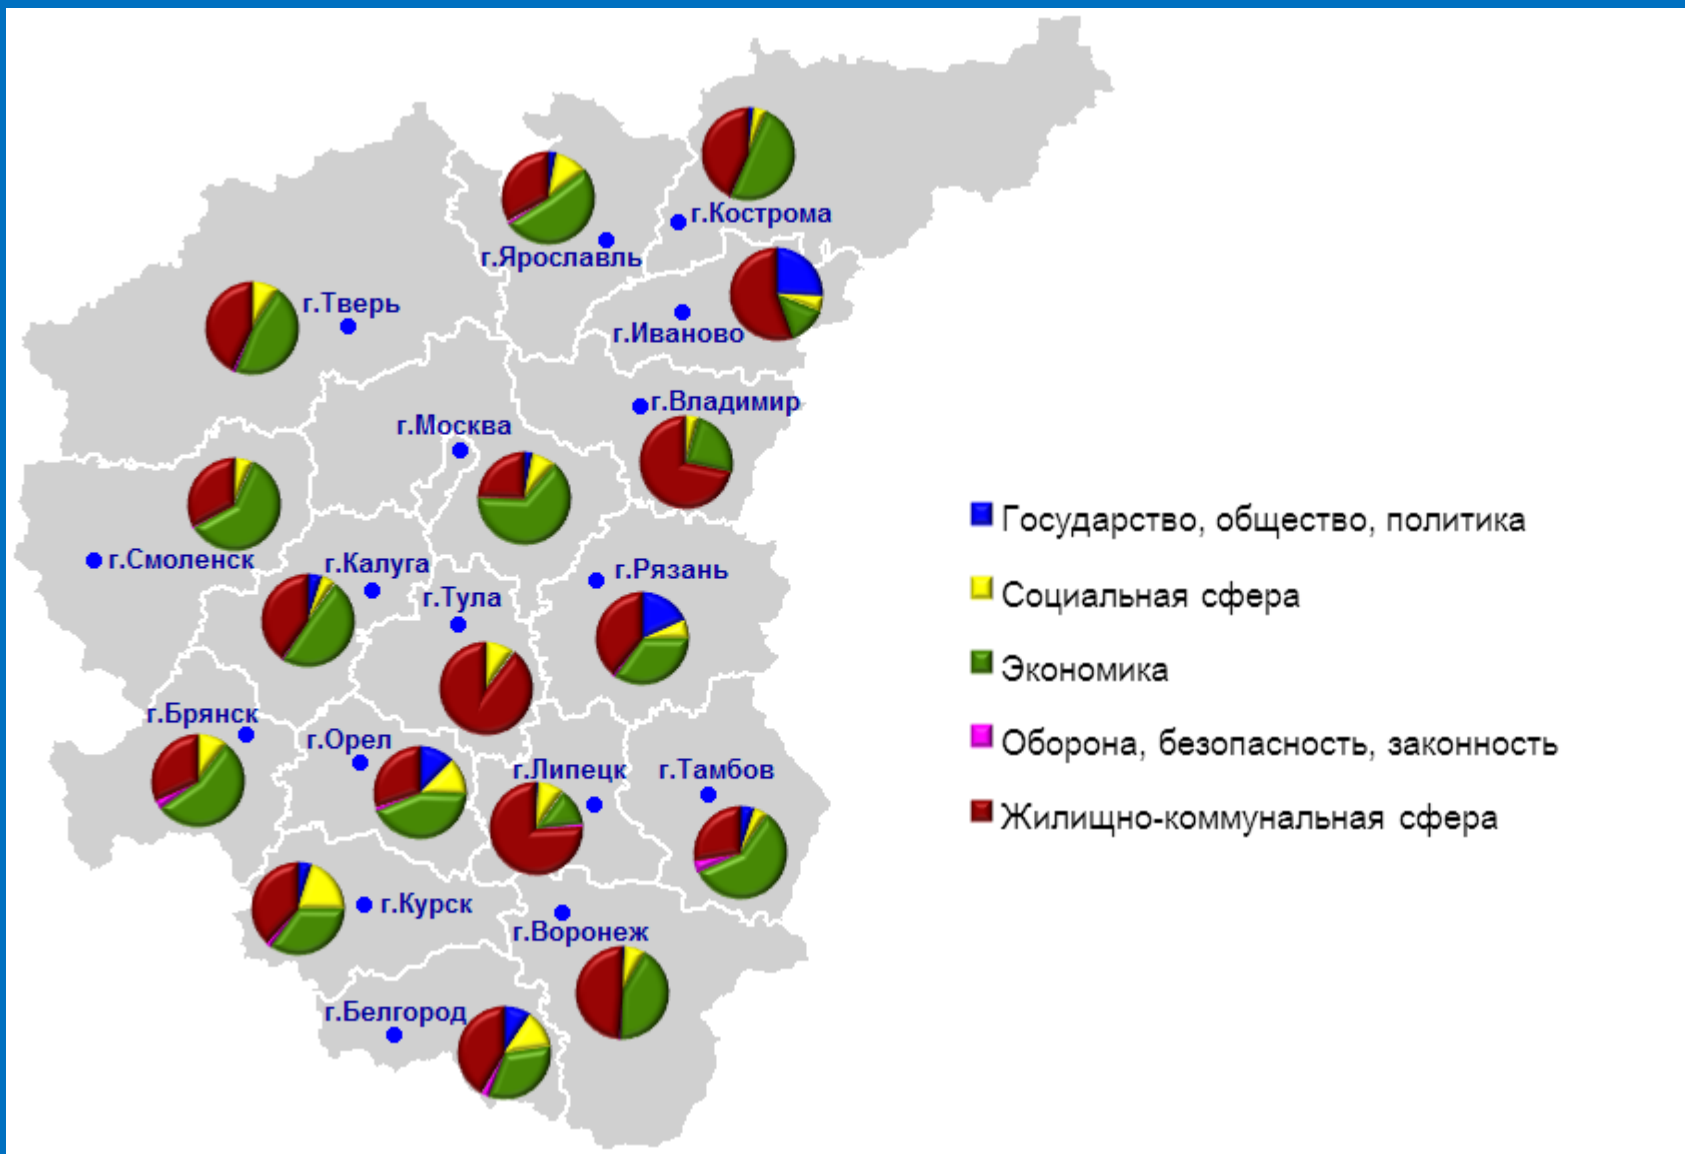 г.Кострома
г.Ярославль
г.Тверь
г.Иваново
г.Владимир
г.Москва
г.Смоленск
г.Калуга
г.Рязань
г.Тула
г.Брянск
г.Орел
г.Липецк
г.Тамбов
г.Курск
г.Воронеж
г.Белгород
Государство, общество, политика
Социальная сфера
Экономика
Оборона, безопасность, законность
Жилищно-коммунальная сфера